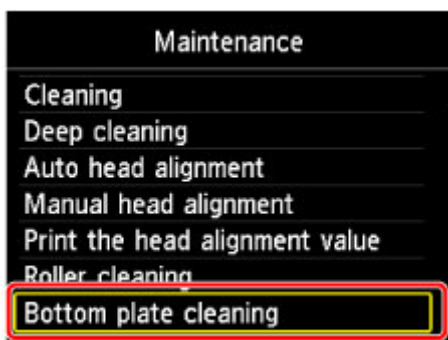 Maintenance
Cleaning
Deep cleaning
Auto head alignment
Manual head alignment
Print the head alignment value
Roller cleaning
Bottom plate cleaning